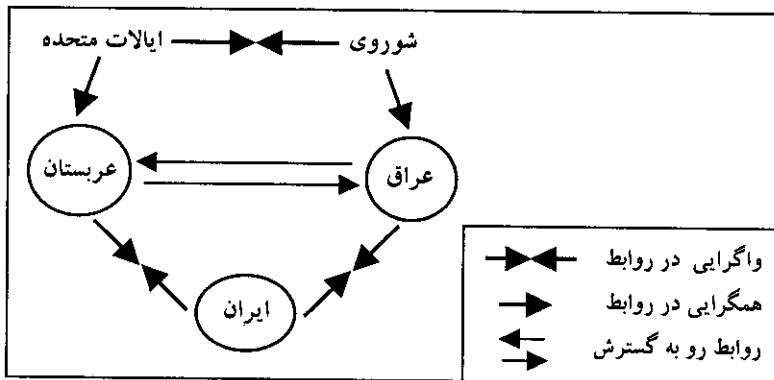 شوروی
ایالات متحده
عراق
عربستان
ایران
واگرایی در روابط
همگرایی در روابط
روابط رو به گسترش